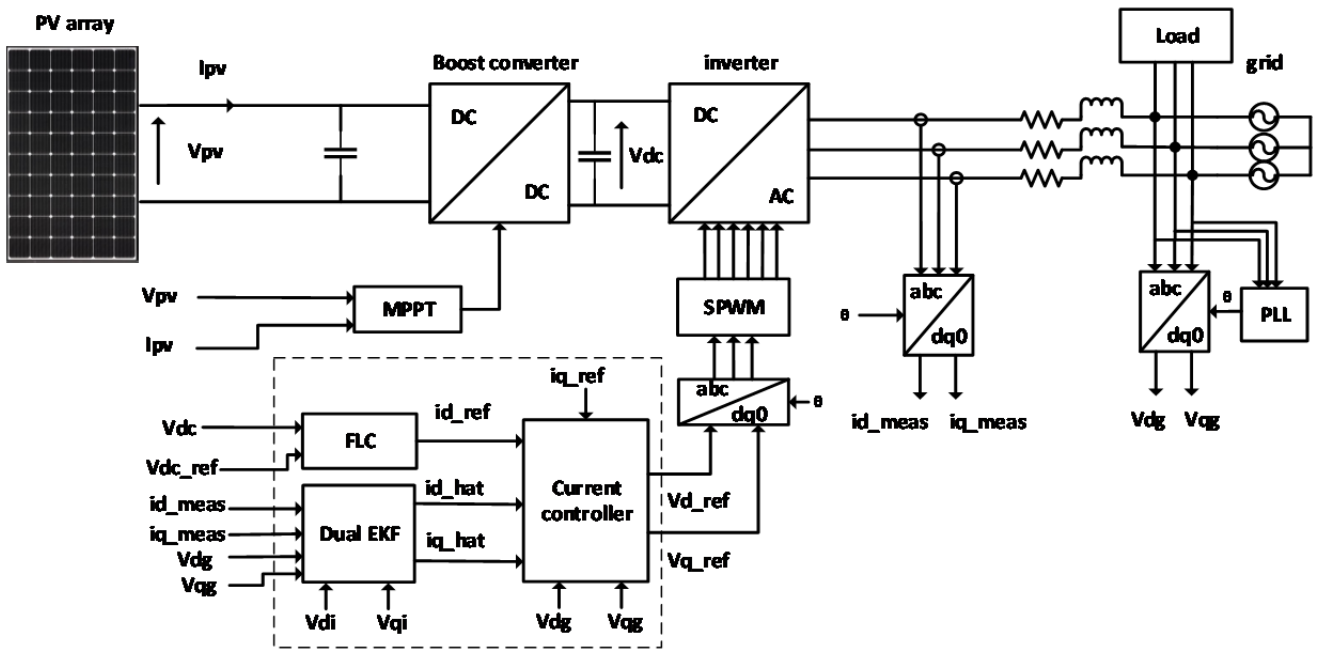 PV array
Ipv
Vpv
Boost converter
DC
DC
Vdc
inverter
DC
AC
Load
grid
Vpv
Ipv
MPPT
SPWM
abc
dq0
θ
abc
dq0
θ
id_meas
iq_meas
abc
dq0
θ
PLL
Vdg
Vqg
iq_ref
Vdc
Vdc_ref
FLC
id_ref
id_meas
iq_meas
Vdg
Vqg
Dual EKF
id_hat
iq_hat
Vdi
Vqi
Current
controller
Vdg
Vqg
Vd_ref
Vq_ref